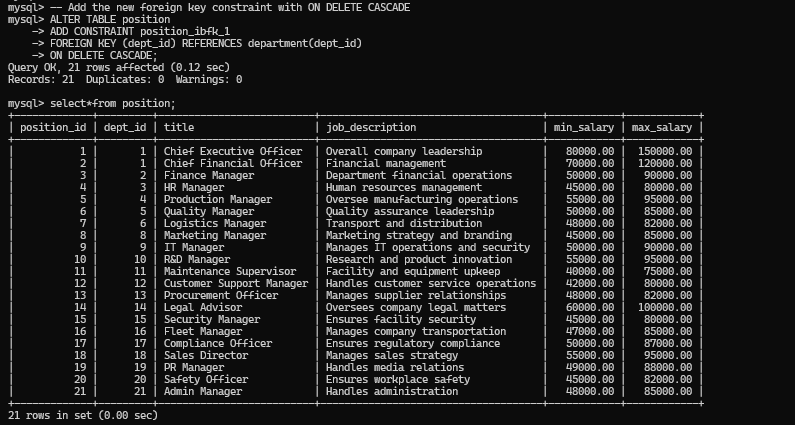 mysql> -- Add the new foreign key constraint with ON DELETE CASCADE
mysql> ALTER TABLE position
    -> ADD CONSTRAINT position_ibfk_1
    -> FOREIGN KEY (dept_id) REFERENCES department(dept_id)
    -> ON DELETE CASCADE;
Query OK, 21 rows affected (0.12 sec)
Records: 21  Duplicates: 0  Warnings: 0

mysql> select*from position;
+-------------+---------+--------------------------+-------------------------------------+------------+------------+
| position_id | dept_id | title                    | job_description                     | min_salary | max_salary |
+-------------+---------+--------------------------+-------------------------------------+------------+------------+
|           1 |       1 | Chief Executive Officer  | Overall company leadership          |   80000.00 |  150000.00 |
|           2 |       1 | Chief Financial Officer  | Financial management                |   70000.00 |  120000.00 |
|           3 |       2 | Finance Manager          | Department financial operations     |   50000.00 |   90000.00 |
|           4 |       3 | HR Manager               | Human resources management          |   45000.00 |   80000.00 |
|           5 |       4 | Production Manager       | Oversee manufacturing operations    |   55000.00 |   95000.00 |
|           6 |       5 | Quality Manager          | Quality assurance leadership        |   50000.00 |   85000.00 |
|           7 |       6 | Logistics Manager        | Transport and distribution          |   48000.00 |   82000.00 |
|           8 |       8 | Marketing Manager        | Marketing strategy and branding     |   45000.00 |   85000.00 |
|           9 |       9 | IT Manager               | Manages IT operations and security  |   50000.00 |   90000.00 |
|          10 |      10 | R&D Manager              | Research and product innovation     |   55000.00 |   95000.00 |
|          11 |      11 | Maintenance Supervisor   | Facility and equipment upkeep       |   40000.00 |   75000.00 |
|          12 |      12 | Customer Support Manager | Handles customer service operations |   42000.00 |   80000.00 |
|          13 |      13 | Procurement Officer      | Manages supplier relationships      |   48000.00 |   82000.00 |
|          14 |      14 | Legal Advisor            | Oversees company legal matters      |   60000.00 |  100000.00 |
|          15 |      15 | Security Manager         | Ensures facility security           |   45000.00 |   80000.00 |
|          16 |      16 | Fleet Manager            | Manages company transportation      |   47000.00 |   85000.00 |
|          17 |      17 | Compliance Officer       | Ensures regulatory compliance       |   50000.00 |   87000.00 |
|          18 |      18 | Sales Director           | Manages sales strategy              |   55000.00 |   95000.00 |
|          19 |      19 | PR Manager               | Handles media relations             |   49000.00 |   88000.00 |
|          20 |      20 | Safety Officer           | Ensures workplace safety            |   45000.00 |   82000.00 |
|          21 |      21 | Admin Manager            | Handles administration              |   48000.00 |   85000.00 |
+-------------+---------+--------------------------+-------------------------------------+------------+------------+
21 rows in set (0.00 sec)